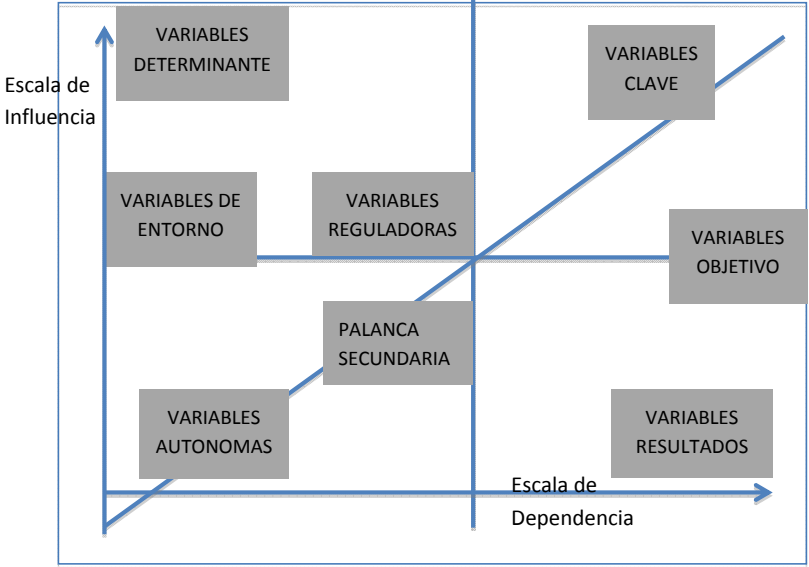 VARIABLES
DETERMINANTE
VARIABLES
CLAVE
Escala de
Influencia
VARIABLES DE
ENTORNO
VARIABLES
REGULADORAS
VARIABLES
OBJETIVO
PALANCA
SECUNDARIA
VARIABLES
AUTONOMAS
VARIABLES
RESULTADOS
Escala de
Dependencia